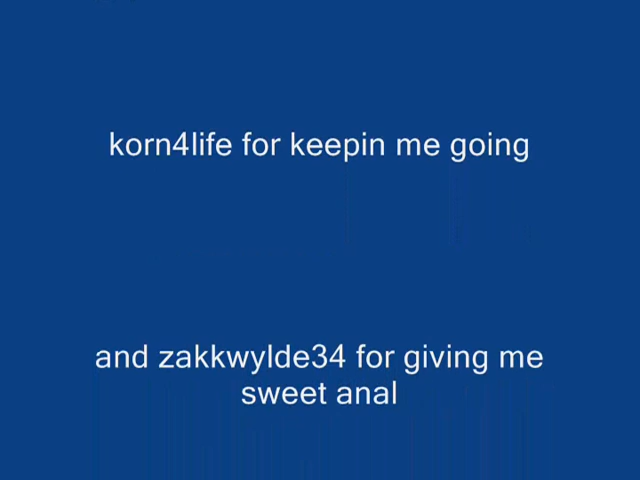 korn4life for keepin me going
and zakkwylde34 for giving me
sweet anal